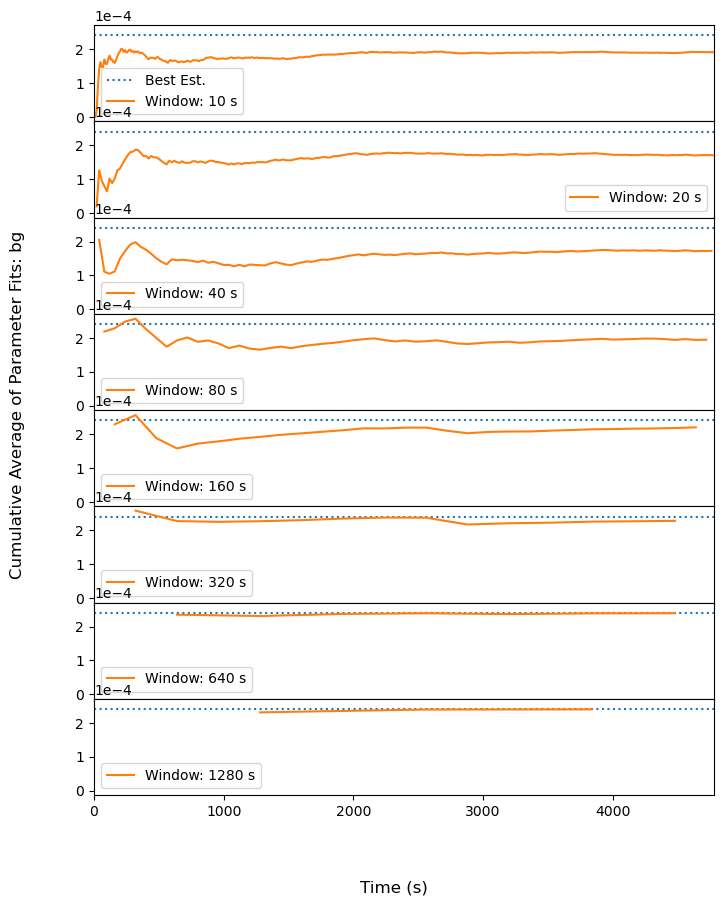 1e−4
2
1
0
Best Est.
Window: 10 s
1e−4
2
1
0
Window: 20 s
1e−4
2
1
0
Window: 40 s
1e−4
2
1
0
Window: 80 s
1e−4
2
1
0
Window: 160 s
1e−4
2
1
0
Window: 320 s
1e−4
2
1
0
Window: 640 s
1e−4
2
1
0
Window: 1280 s
0 1000 2000 3000 4000
Time (s)
Cumulative Average of Parameter Fits: bg